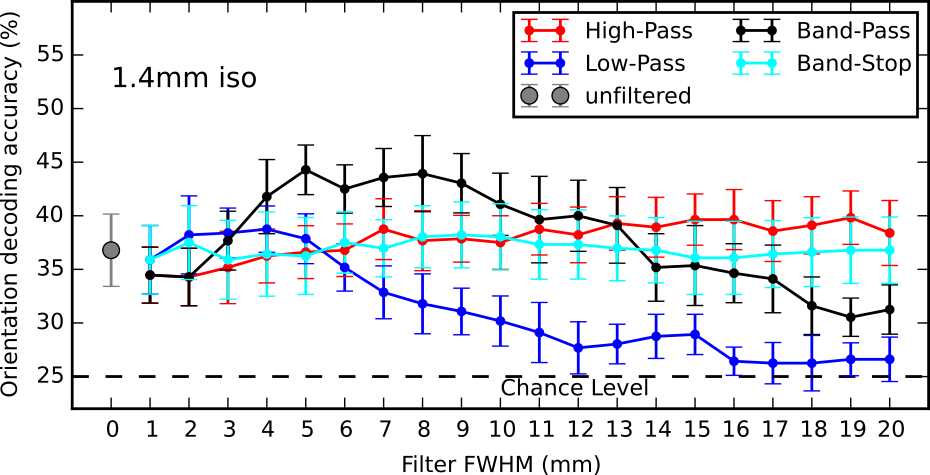 Orientation decoding accuracy (%)
55
50
45
40
35
30
25
1.4mm iso
High-Pass
Low-Pass
unfiltered
Band-Pass
Band-Stop
Chance Level
0 1 2 3 4 5 6 7 8 9 10 11 12 13 14 15 16 17 18 19 20
Filter FWHM (mm)